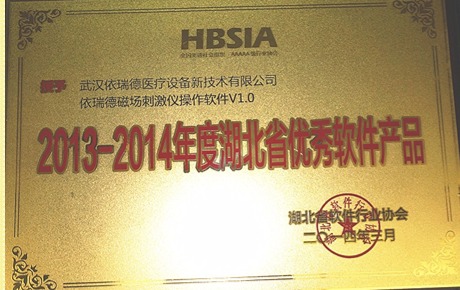 HBSIA
授予
武汉依瑞德医疗设备新技术有限公司
依瑞德磁场刺激仪操作软件V1.0
2013-2014年度湖北省优秀软件产品
湖北省软件行业协会
二〇一四年三月